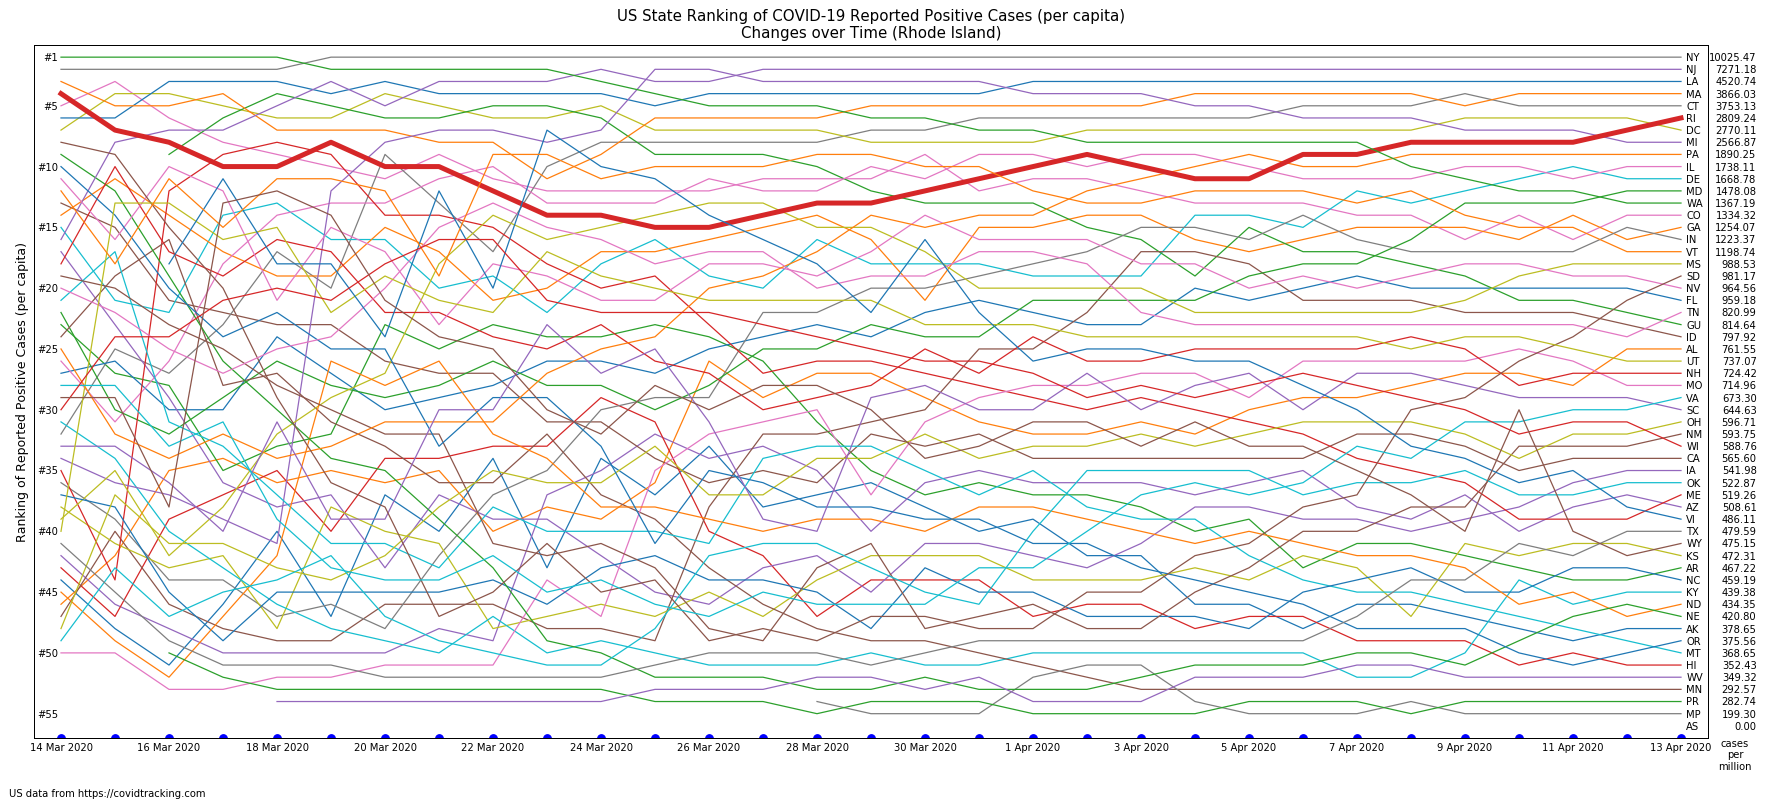 US State Ranking of COVID-19 Reported Positive Cases (per capita)
Changes over Time (Rhode Island)
Ranking of Reported Positive Cases (per capita)
#1
#5
#10
#15
#20
#25
#30
#35
#40
#45
#50
#55
NY 10025.47
NJ 7271.18
LA 4520.74
MA 3866.03
CT 3753.13
RI 2809.24
DC 2770.11
MI 2566.87
PA 1890.25
IL 1738.11
DE 1668.78
MD 1478.08
WA 1367.19
CO 1334.32
GA 1254.07
IN 1223.37
VT 1198.74
MS 988.53
SD 981.17
NV 964.56
FL 959.18
TN 820.99
GU 814.64
ID 797.92
AL 761.55
UT 737.07
NH 724.42
MO 714.96
VA 673.30
SC 644.63
OH 596.71
NM 593.75
WI 588.76
CA 565.60
IA 541.98
OK 522.87
ME 519.26
AZ 508.61
VI 486.11
TX 479.59
WY 475.15
KS 472.31
AR 467.22
NC 459.19
KY 439.38
ND 434.35
NE 420.80
AK 378.65
OR 375.56
MT 368.65
HI 352.43
WV 349.32
MN 292.57
PR 282.74
MP 199.30
AS 0.00
14 Mar 2020 16 Mar 2020 18 Mar 2020 20 Mar 2020 22 Mar 2020 24 Mar 2020 26 Mar 2020 28 Mar 2020 30 Mar 2020 1 Apr 2020 3 Apr 2020 5 Apr 2020 7 Apr 2020 9 Apr 2020 11 Apr 2020 13 Apr 2020
cases
per
million
US data from https://covidtracking.com